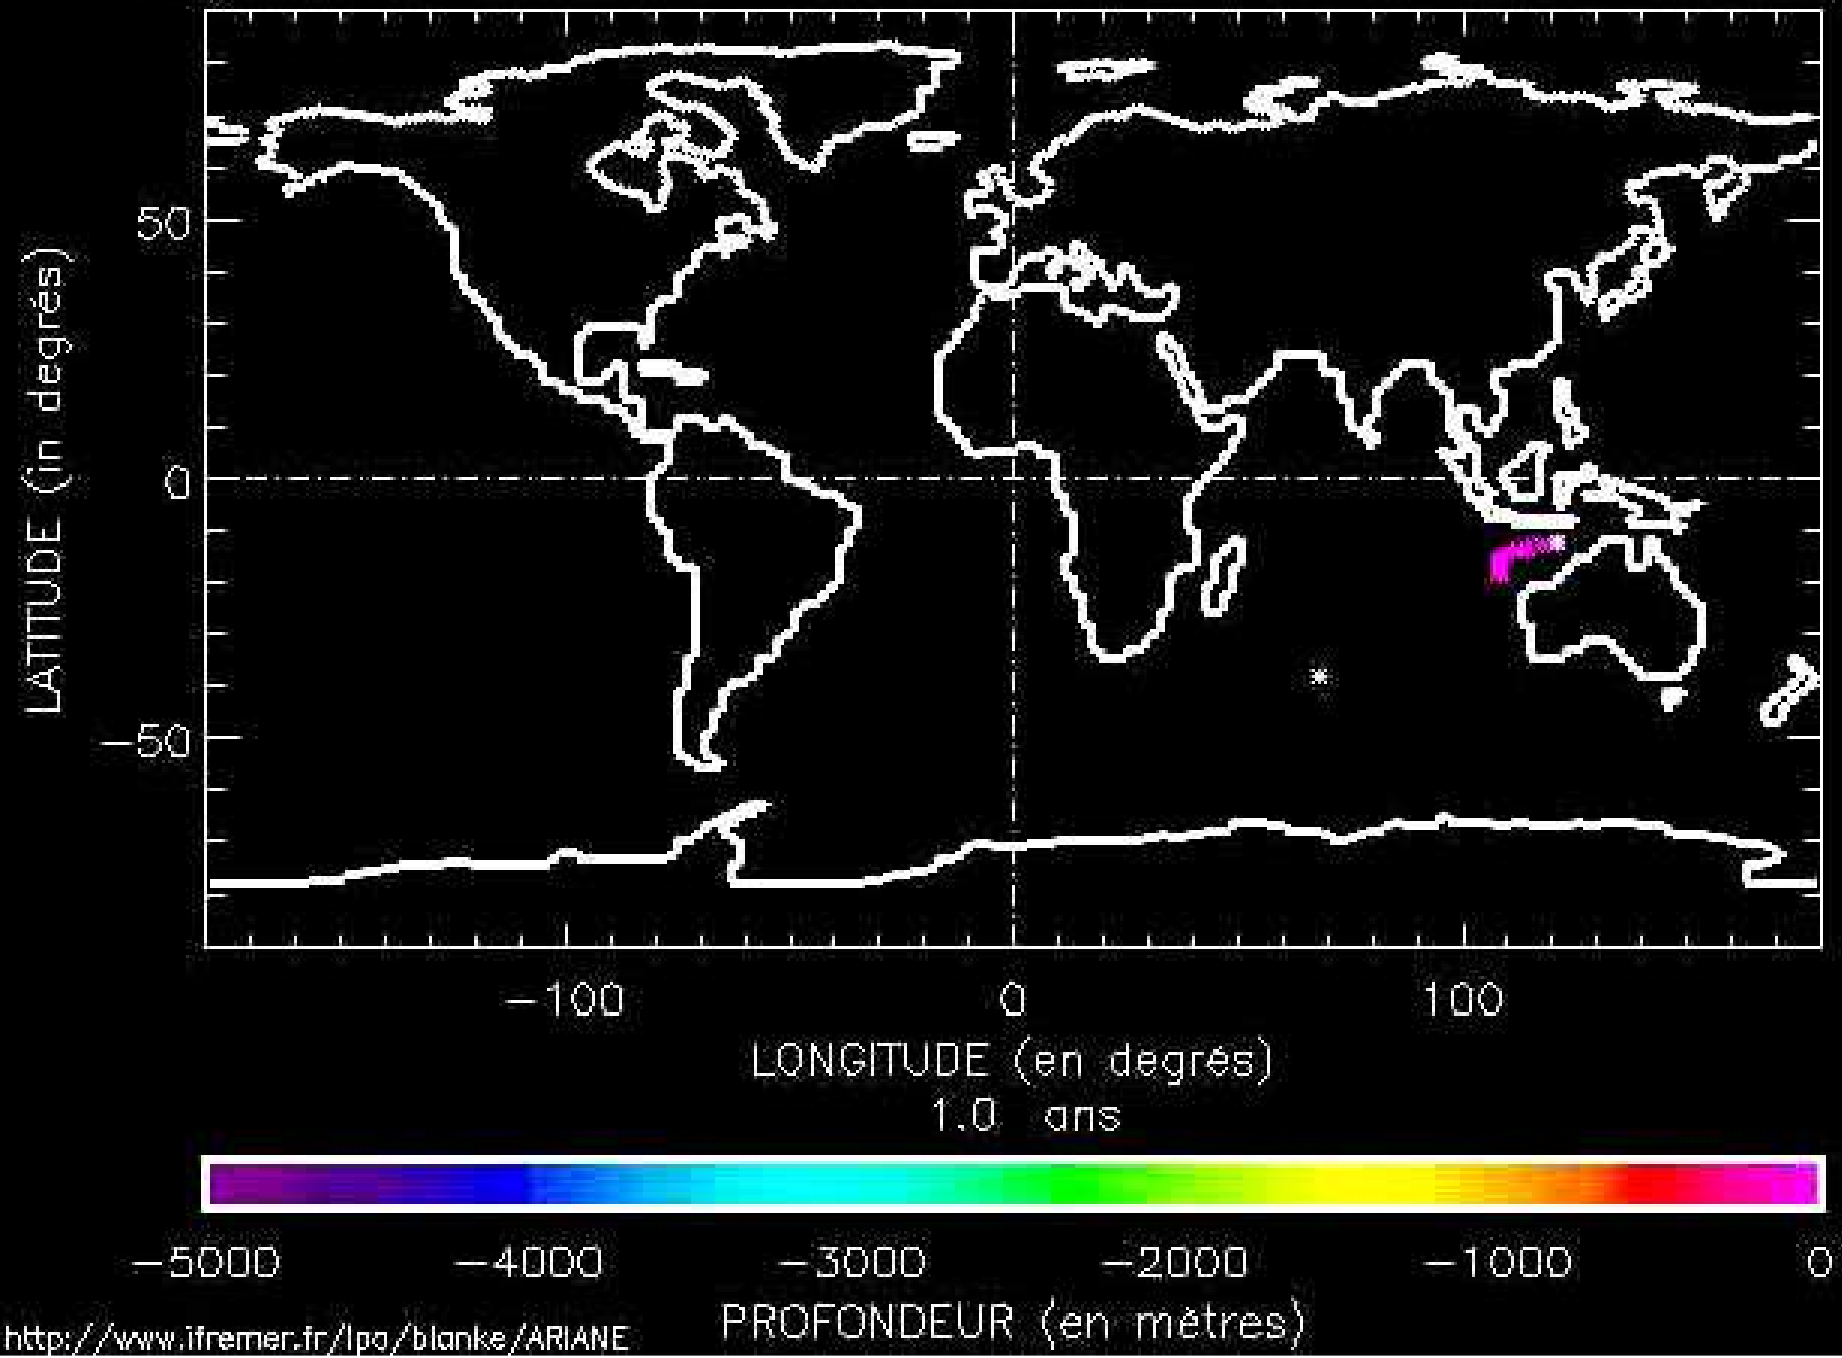 50
0
−50
LATITUDE (in degrés)
−100 0 100
LONGITUDE (en degrés)
1.0 ans
−5000 −4000 −3000 −2000 −1000 0
PROFONDEUR (en mètres)
http://www.ifremer.fr/lpo/blanke/ARIANE